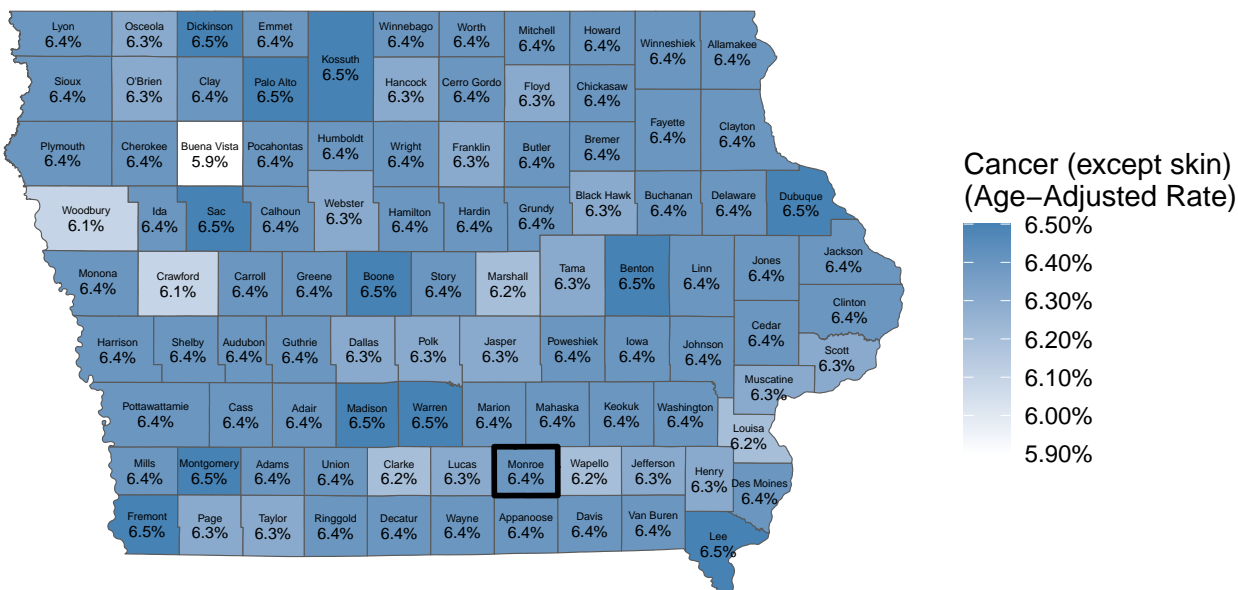 Lyon
6.4%
Osceola
6.3%
Dickinson
6.5%
Emmet
6.4%
Kossuth
6.5%
Winnebago
6.4%
Worth
6.4%
Mitchell
6.4%
Howard
6.4%
Winneshiek
6.4%
Allamakee
6.4%
Sioux
6.4%
O'Brien
6.3%
Clay
6.4%
Palo Alto
6.5%
Hancock
6.3%
Cerro Gordo
6.4%
Floyd
6.3%
Chickasaw
6.4%
Fayette
6.4%
Clayton
6.4%
Plymouth
6.4%
Cherokee
6.4%
Buena Vista
5.9%
Pocahontas
6.4%
Humboldt
6.4%
Wright
6.4%
Franklin
6.3%
Butler
6.4%
Bremer
6.4%
Woodbury
6.1%
Ida
6.4%
Sac
6.5%
Calhoun
6.4%
Webster
6.3%
Hamilton
6.4%
Hardin
6.4%
Grundy
6.4%
Black Hawk
6.3%
Buchanan
6.4%
Delaware
6.4%
Dubuque
6.5%
Monona
6.4%
Crawford
6.1%
Carroll
6.4%
Greene
6.4%
Boone
6.5%
Story
6.4%
Marshall
6.2%
Tama
6.3%
Benton
6.5%
Linn
6.4%
Jones
6.4%
Jackson
6.4%
Clinton
6.4%
Harrison
6.4%
Shelby
6.4%
Audubon
6.4%
Guthrie
6.4%
Dallas
6.3%
Polk
6.3%
Jasper
6.3%
Poweshiek
6.4%
Iowa
6.4%
Johnson
6.4%
Cedar
6.4%
Scott
6.3%
Muscatine
6.3%
Pottawattamie
6.4%
Cass
6.4%
Adair
6.4%
Madison
6.5%
Warren
6.5%
Marion
6.4%
Mahaska
6.4%
Keokuk
6.4%
Washington
6.4%
Louisa
6.2%
Mills
6.4%
Montgomery
6.5%
Adams
6.4%
Union
6.4%
Clarke
6.2%
Lucas
6.3%
Monroe
6.4%
Wapello
6.2%
Jefferson
6.3%
Henry
6.3%
Des Moines
6.4%
Fremont
6.5%
Page
6.3%
Taylor
6.3%
Ringgold
6.4%
Decatur
6.4%
Wayne
6.4%
Appanoose
6.4%
Davis
6.4%
Van Buren
6.4%
Lee
6.5%
Cancer (except skin)
(Age−Adjusted Rate)
6.50%
6.40%
6.30%
6.20%
6.10%
6.00%
5.90%